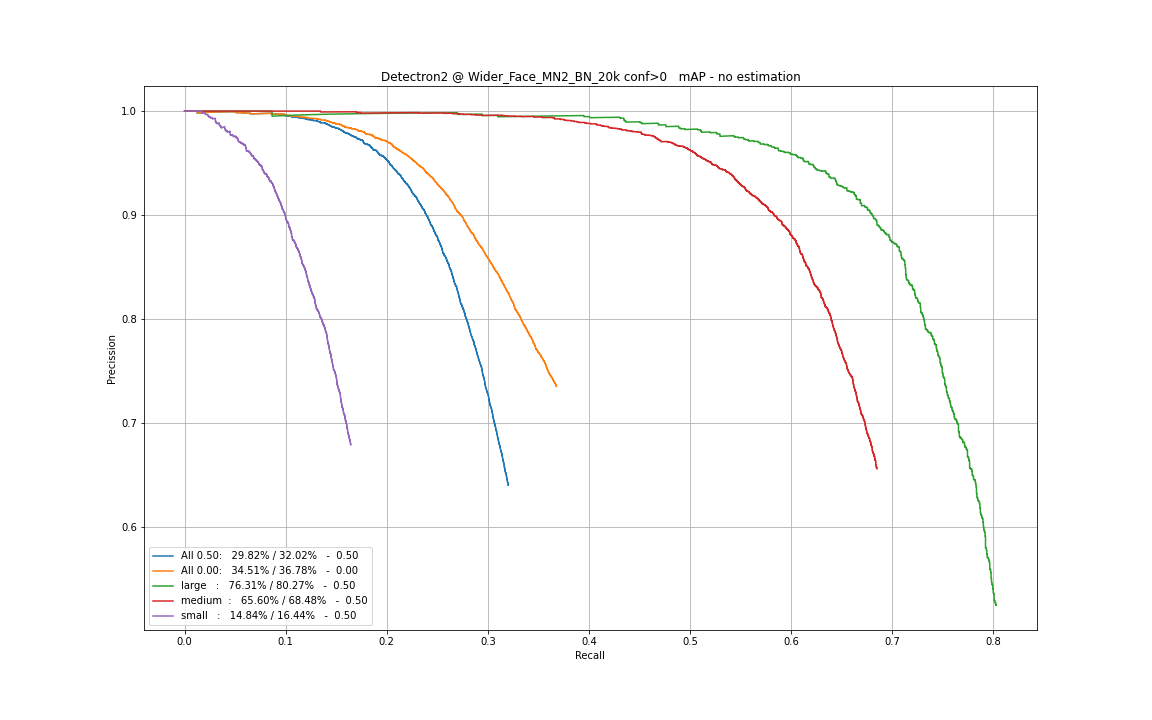 Detectron2 @ Wider_Face_MN2_BN_20k conf>0   mAP - no estimation
1.0
0.9
0.8
0.7
0.6
Precission
All 0.50:   29.82% / 32.02%   -  0.50
All 0.00:   34.51% / 36.78%   -  0.00
large   :   76.31% / 80.27%   -  0.50
medium  :   65.60% / 68.48%   -  0.50
small   :   14.84% / 16.44%   -  0.50
0.0 0.1 0.2 0.3 0.4 0.5 0.6 0.7 0.8
Recall